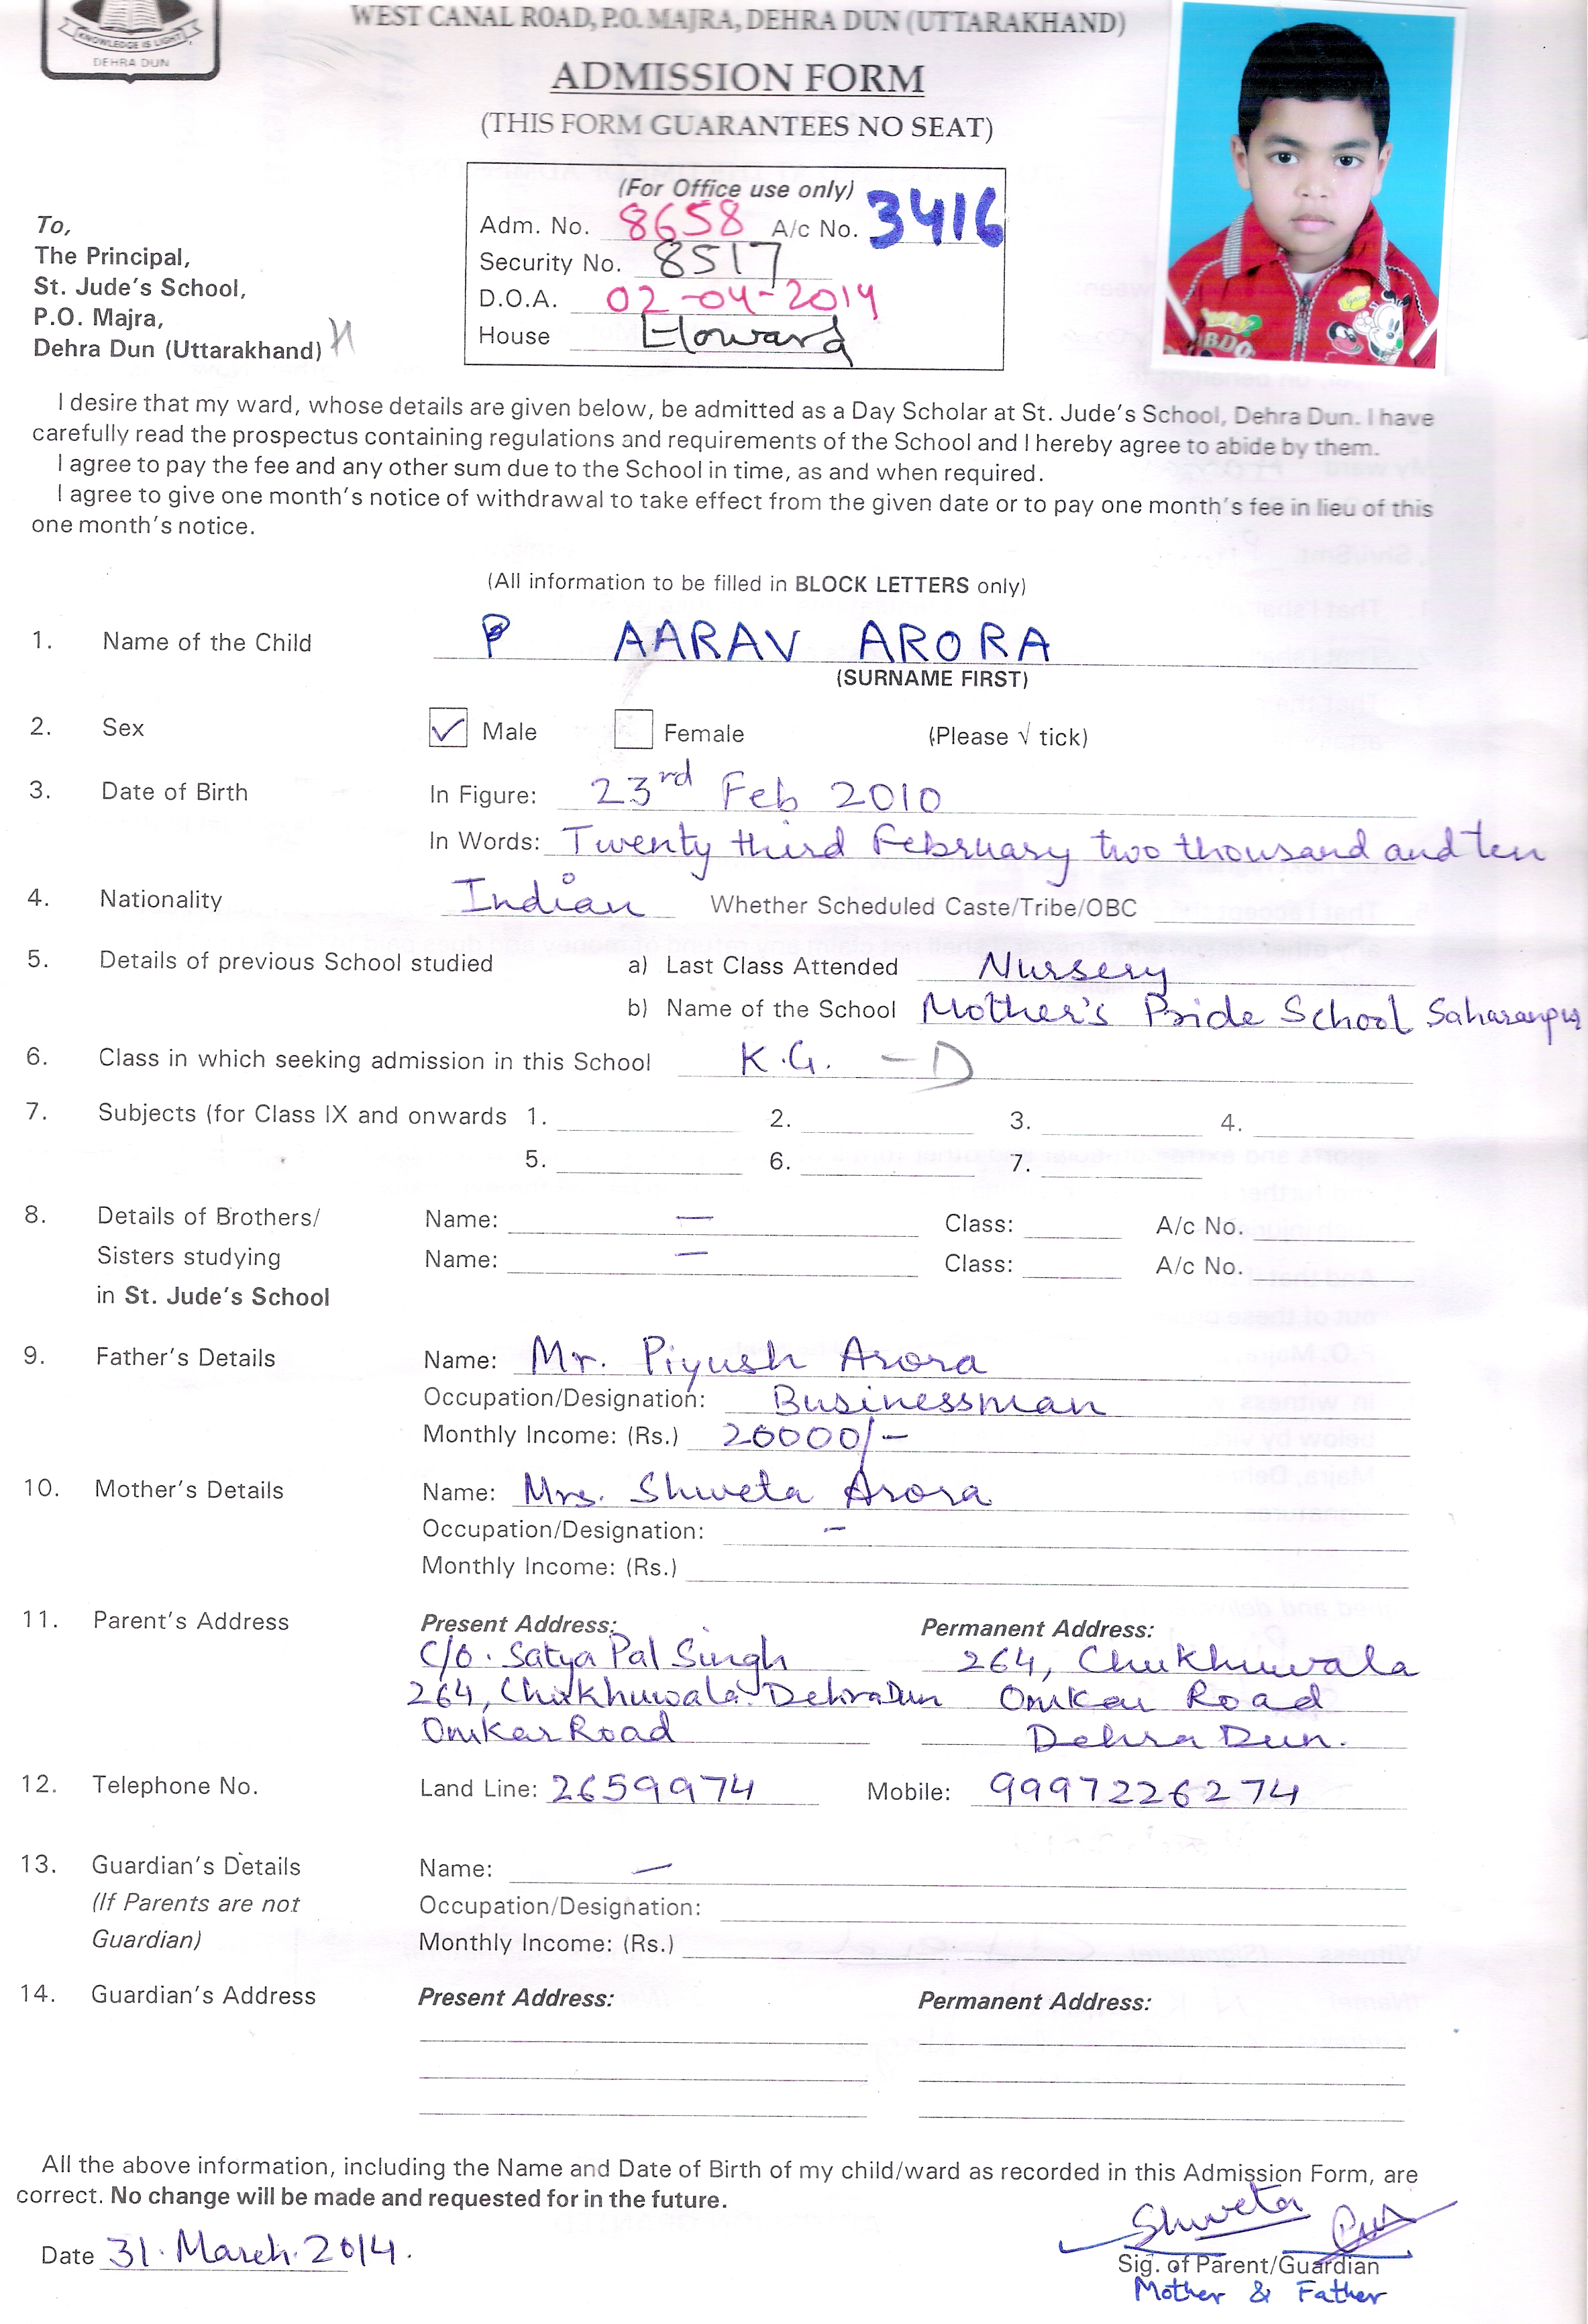 KNOWLEDGE IS LIGHT
DEHRA DUN
WEST CANAL ROAD, P.O. MAJRA, DEHRA DUN (UTTARAKHAND)
ADMISSION FORM
(THIS FORM GUARANTEES NO SEAT)
(For Office use only)
Adm. No. 8658 A/c No. 3416
Security No. 8517
D.O.A. 02-04-2014
House Howard
To,
The Principal,
St. Jude's School,
P.O. Majra,
Dehra Dun (Uttarakhand) H
I desire that my ward, whose details are given below, be admitted as a Day Scholar at St. Jude's School, Dehra Dun. I have
carefully read the prospectus containing regulations and requirements of the School and I hereby agree to abide by them.
I agree to pay the fee and any other sum due to the School in time, as and when required.
I agree to give one month's notice of withdrawal to take effect from the given date or to pay one month's fee in lieu of this
one month's notice.
(All information to be filled in BLOCK LETTERS only)
1. Name of the Child AARAV ARORA
(SURNAME FIRST)
2. Sex ✓ Male Female (Please √ tick)
3. Date of Birth In Figure: 23rd Feb 2010
In Words: Twenty third February two thousand and ten
4. Nationality Indian Whether Scheduled Caste/Tribe/OBC
5. Details of previous School studied a) Last Class Attended Nursery
b) Name of the School Mother's Pride School Saharanpur
6. Class in which seeking admission in this School K.G. - D
7. Subjects (for Class IX and onwards 1. 2. 3. 4.
5. 6. 7.
8. Details of Brothers/ Name: — Class: A/c No.
Sisters studying Name: — Class: A/c No.
in St. Jude's School
9. Father's Details Name: Mr. Piyush Arora
Occupation/Designation: Businessman
Monthly Income: (Rs.) 20000/-
10. Mother's Details Name: Mrs. Shweta Arora
Occupation/Designation: -
Monthly Income: (Rs.)
11. Parent's Address Present Address: Permanent Address:
C/o. Satya Pal Singh 264, Chukhuwala
264, Chukhuwala DehraDun Omkar Road
Omkar Road Dehra Dun.
12. Telephone No. Land Line: 2659974 Mobile: 99972262 74
13. Guardian's Details Name: —
(If Parents are not Occupation/Designation:
Guardian) Monthly Income: (Rs.)
14. Guardian's Address Present Address: Permanent Address:
All the above information, including the Name and Date of Birth of my child/ward as recorded in this Admission Form, are
correct. No change will be made and requested for in the future.
Shweta
Date 31. March. 2014.
Sig. of Parent/Guardian
Mother & Father